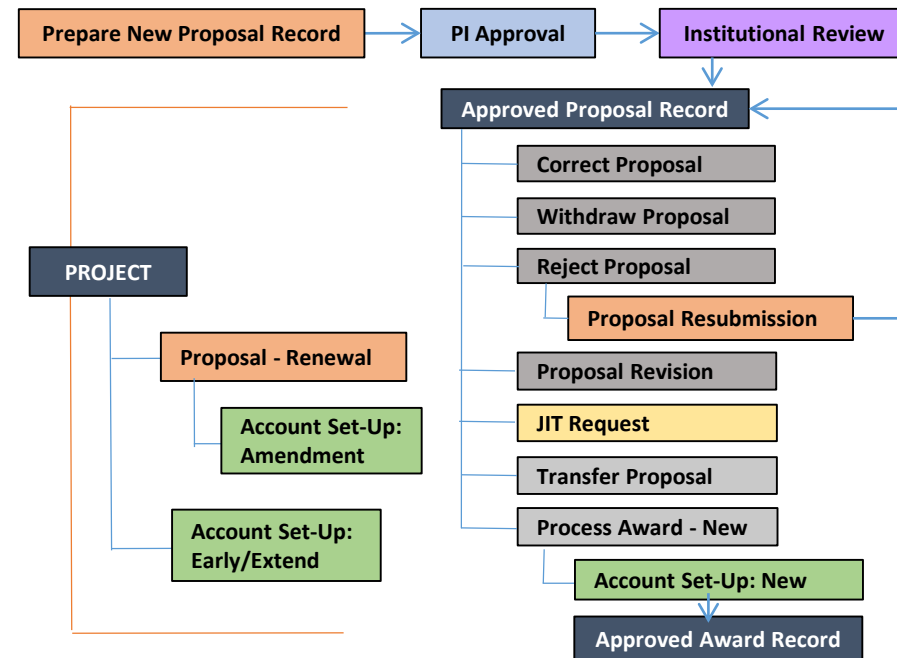 Prepare New Proposal Record
PI Approval
Institutional Review
Approved Proposal Record
Correct Proposal
Withdraw Proposal
Reject Proposal
Proposal Resubmission
Proposal Revision
JIT Request
Transfer Proposal
Process Award - New
Account Set-Up: New
Approved Award Record
PROJECT
Proposal - Renewal
Account Set-Up:
Amendment
Account Set-Up:
Early/Extend